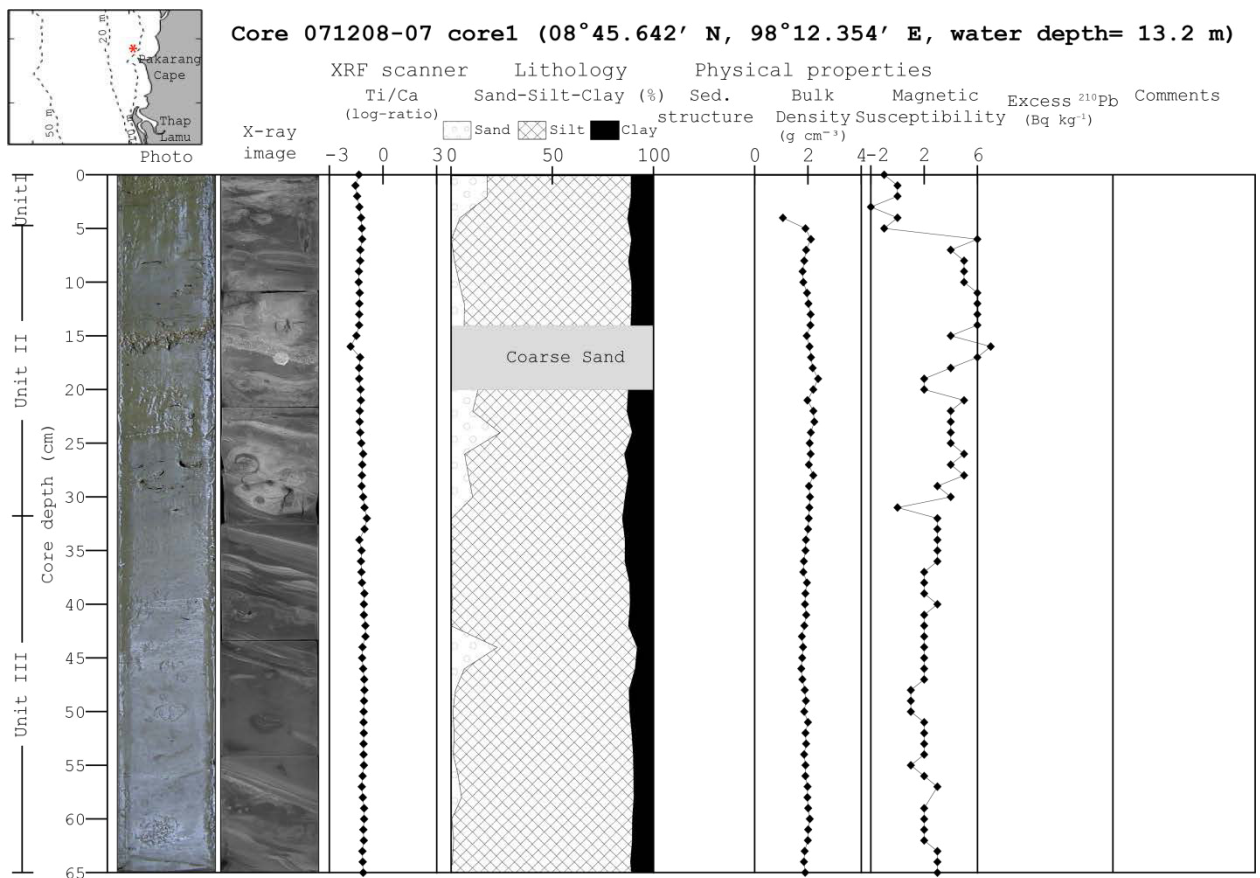 Core 071208-07 core1 (08°45.642′ N, 98°12.354′ E, water depth= 13.2 m)
20 m
*
Pakarang
Cape
50 m
Thap
Lamu
XRF scanner Lithology Physical properties
Ti/Ca Sand-Silt-Clay (%) Sed. Bulk Magnetic Excess ²¹⁰Pb Comments
(log-ratio) structure Density Susceptibility (Bq kg⁻¹)
(g cm⁻³)
Sand Silt Clay
Photo
X-ray
image
-3 0 3 0 50 100 0 2 4 -2 2 6
Unit I
Unit II
Unit III
Core depth (cm)
0
5
10
15
20
25
30
35
40
45
50
55
60
65
Coarse Sand